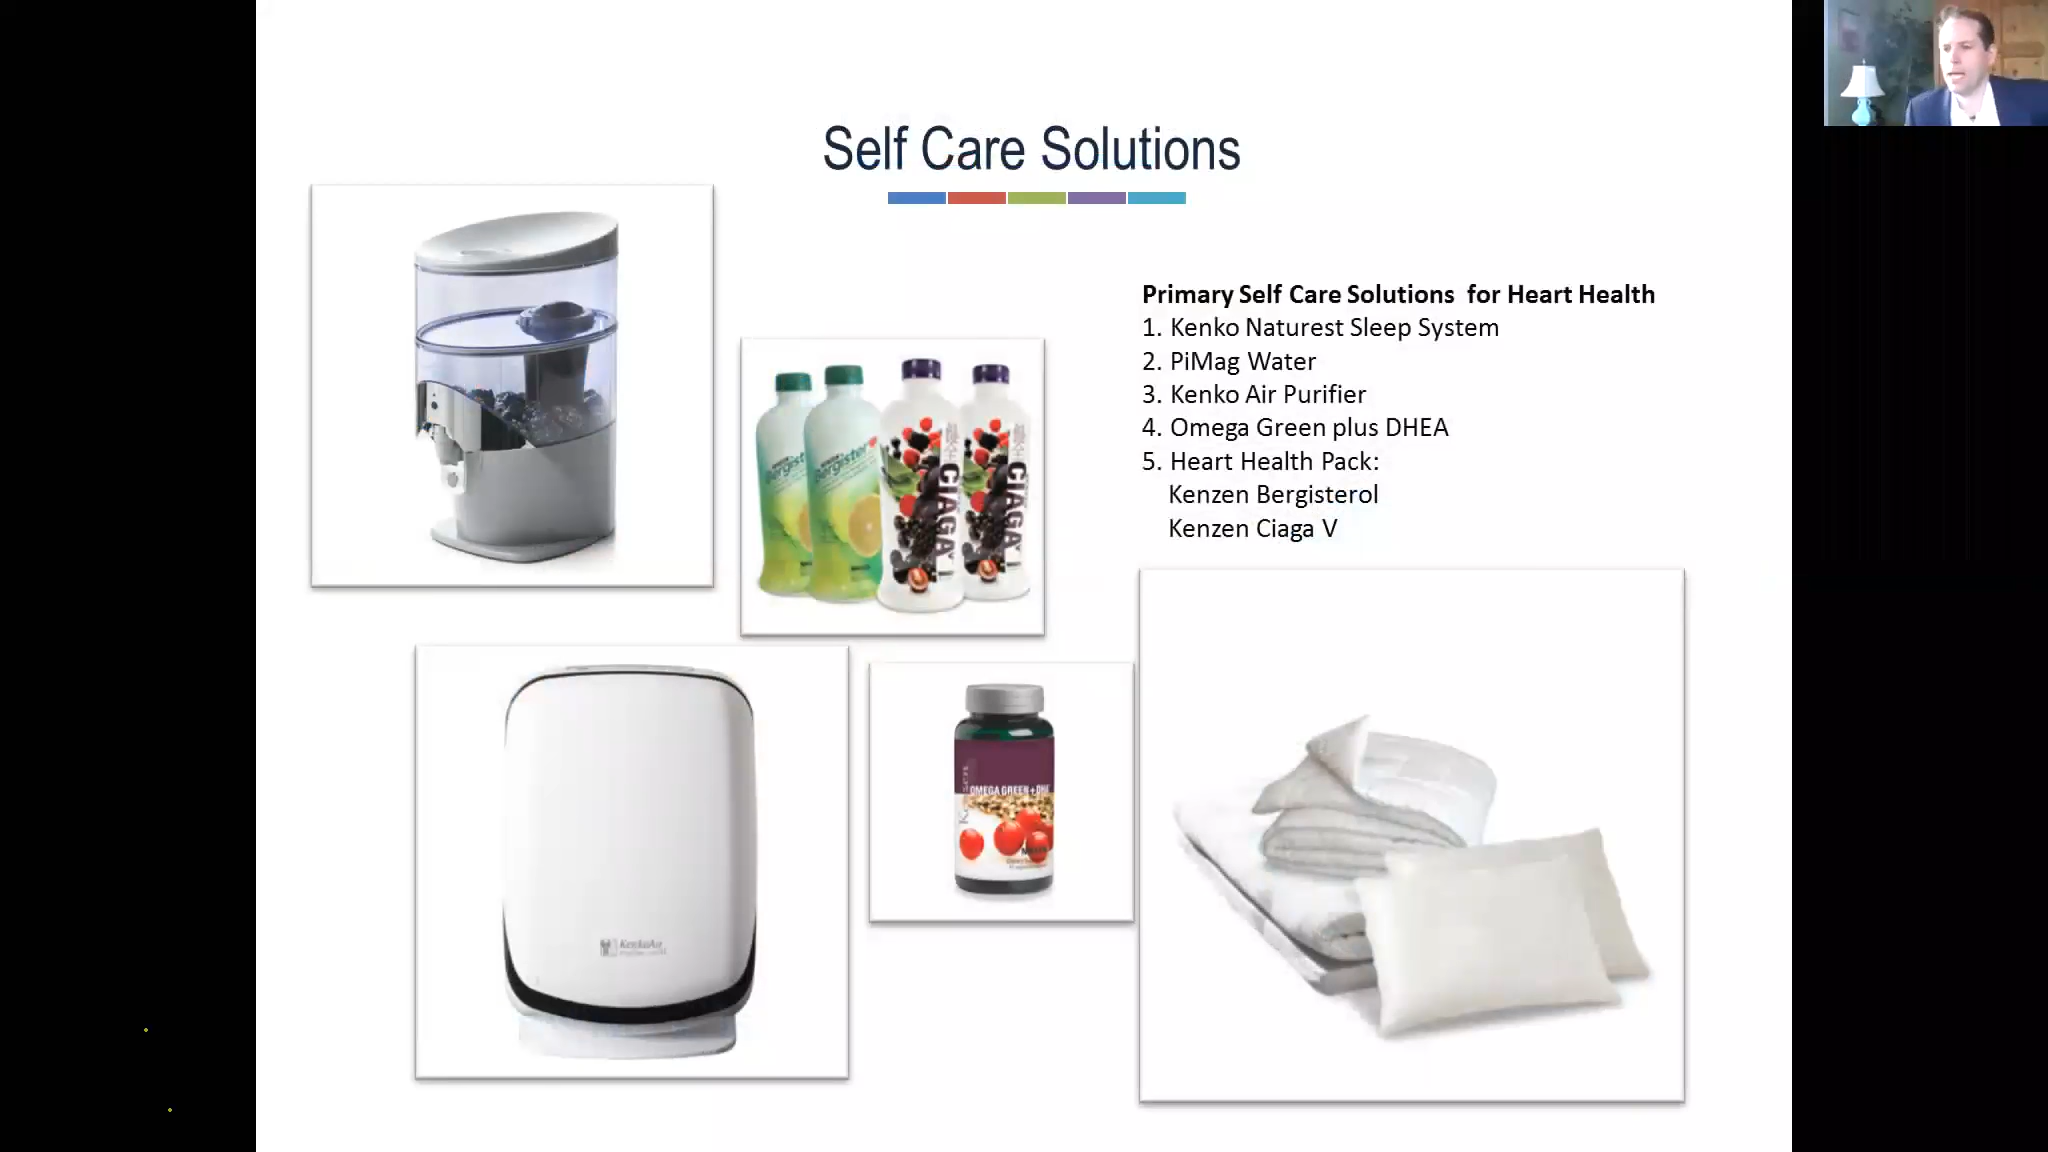 Self Care Solutions
Primary Self Care Solutions for Heart Health
1. Kenko Naturest Sleep System
2. PiMag Water
3. Kenko Air Purifier
4. Omega Green plus DHEA
5. Heart Health Pack:
Kenzen Bergisterol
Kenzen Ciaga V
CIAGA
CIAGA
OMEGA GREEN + DHA
KenkoAir